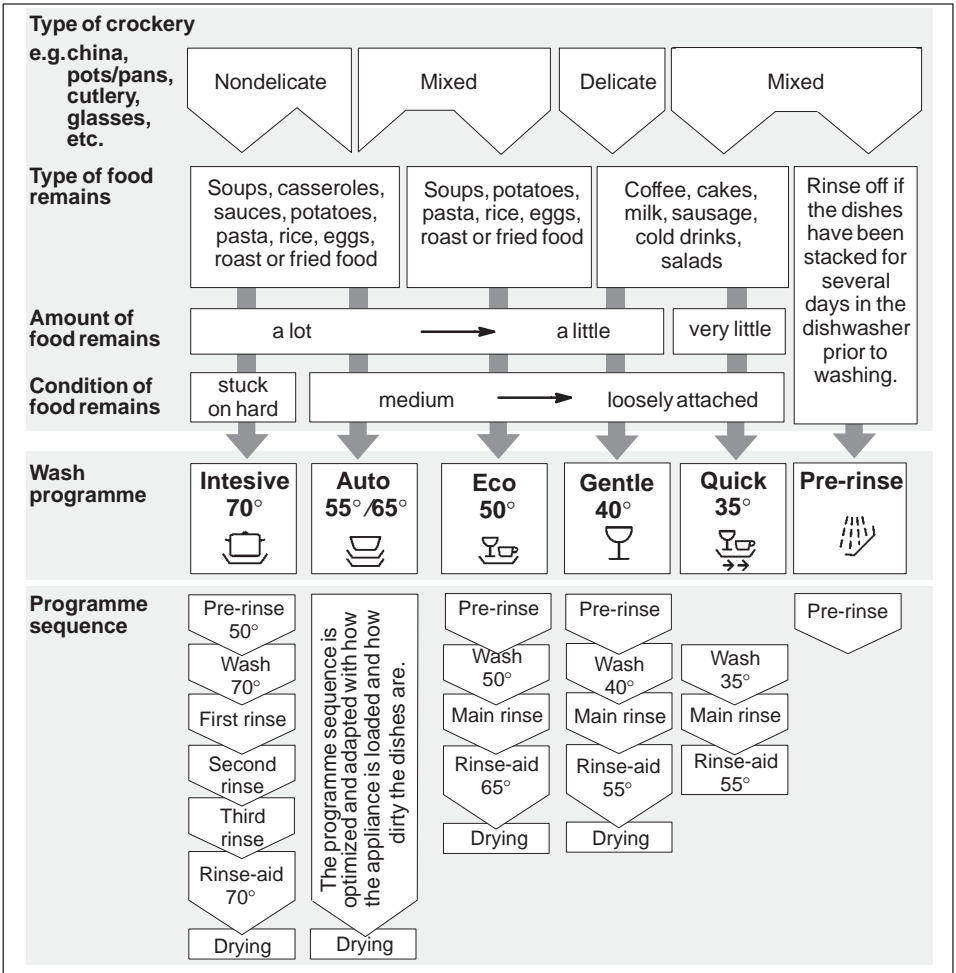 Type of crockery
e.g. china,
pots/pans,
cutlery,
glasses,
etc.
Nondelicate
Mixed
Delicate
Mixed
Type of food
remains
Soups, casseroles,
sauces, potatoes,
pasta, rice, eggs,
roast or fried food
Soups, potatoes,
pasta, rice, eggs,
roast or fried food
Coffee, cakes,
milk, sausage,
cold drinks,
salads
Rinse off if
the dishes
have been
stacked for
several
days in the
dishwasher
prior to
washing.
Amount of
food remains
a lot
a little
very little
Condition of
food remains
stuck
on hard
medium
loosely attached
Wash
programme
Intesive
70°
Auto
55°/65°
Eco
50°
Gentle
40°
Quick
35°
Pre-rinse
Programme
sequence
Pre-rinse
50°
Wash
70°
First rinse
Second
rinse
Third
rinse
Rinse-aid
70°
Drying
The programme sequence is
optimized and adapted with how
the appliance is loaded and how
dirty the dishes are.
Drying
Pre-rinse
Wash
50°
Main rinse
Rinse-aid
65°
Drying
Pre-rinse
Wash
40°
Main rinse
Rinse-aid
55°
Drying
Wash
35°
Main rinse
Rinse-aid
55°
Pre-rinse